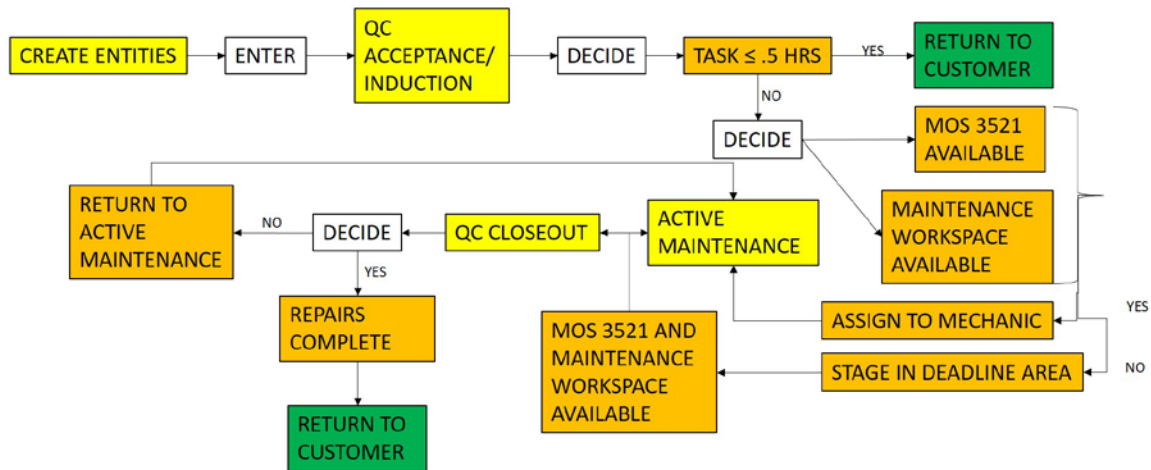 CREATE ENTITIES
ENTER
QC
ACCEPTANCE/
INDUCTION
DECIDE
TASK ≤ .5 HRS
YES
RETURN TO
CUSTOMER
NO
DECIDE
MOS 3521
AVAILABLE
MAINTENANCE
WORKSPACE
AVAILABLE
RETURN TO
ACTIVE
MAINTENANCE
NO
DECIDE
QC CLOSEOUT
ACTIVE
MAINTENANCE
YES
REPAIRS
COMPLETE
MOS 3521 AND
MAINTENANCE
WORKSPACE
AVAILABLE
ASSIGN TO MECHANIC
YES
STAGE IN DEADLINE AREA
NO
RETURN TO
CUSTOMER